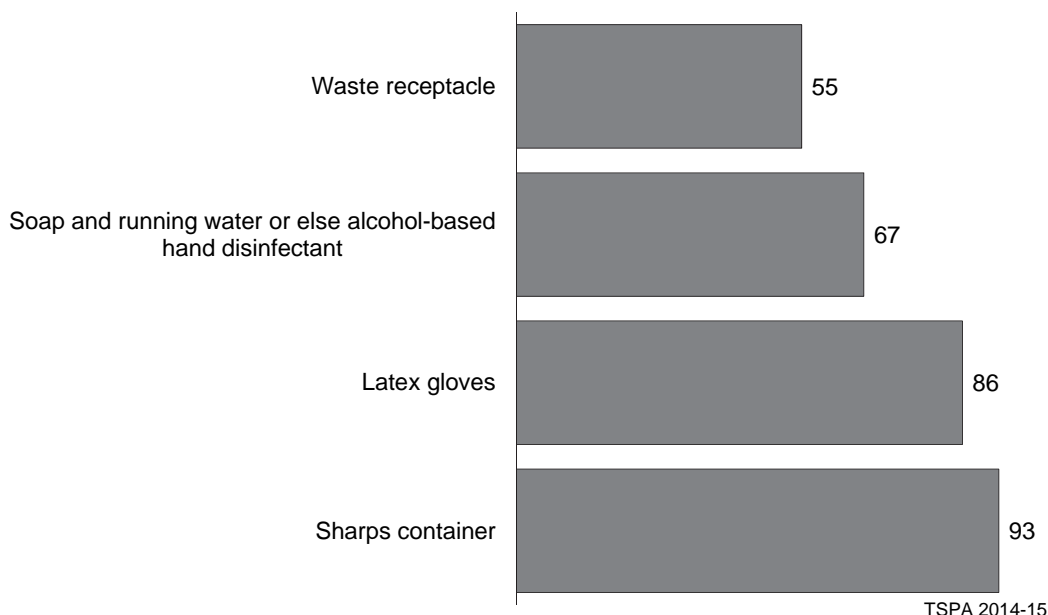 Waste receptacle
55
Soap and running water or else alcohol-based
hand disinfectant
67
Latex gloves
86
Sharps container
93
TSPA 2014-15